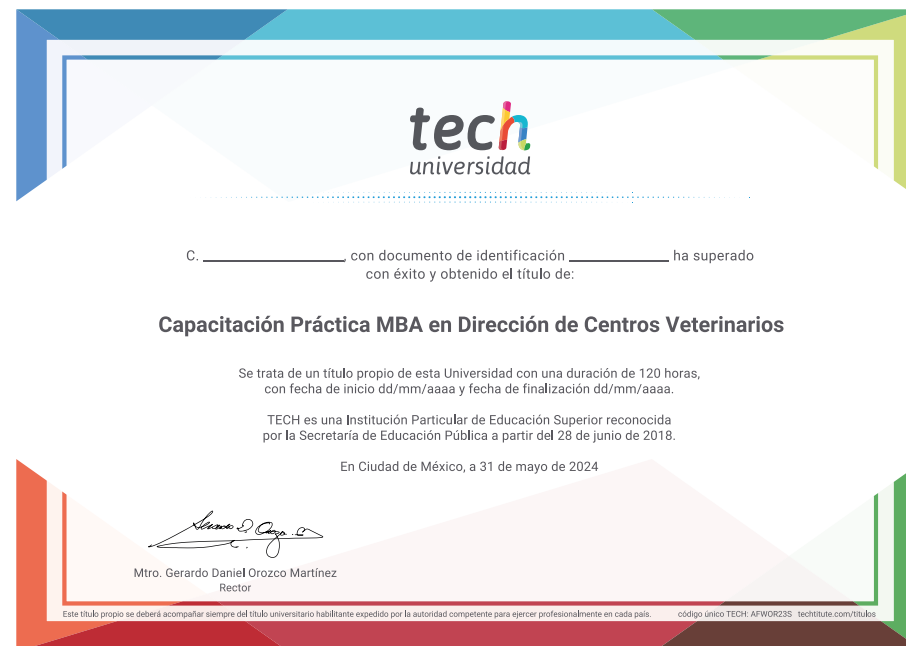 tech
universidad
C. ________________, con documento de identificación ___________ ha superado
con éxito y obtenido el título de:
Capacitación Práctica MBA en Dirección de Centros Veterinarios
Se trata de un título propio de esta Universidad con una duración de 120 horas,
con fecha de inicio dd/mm/aaaa y fecha de finalización dd/mm/aaaa.
TECH es una Institución Particular de Educación Superior reconocida
por la Secretaría de Educación Pública a partir del 28 de junio de 2018.
En Ciudad de México, a 31 de mayo de 2024
Mtro. Gerardo Daniel Orozco Martínez
Rector
Este título propio se deberá acompañar siempre del título universitario habilitante expedido por la autoridad competente para ejercer profesionalmente en cada país. código único TECH: AFWOR23S techtitute.com/titulos